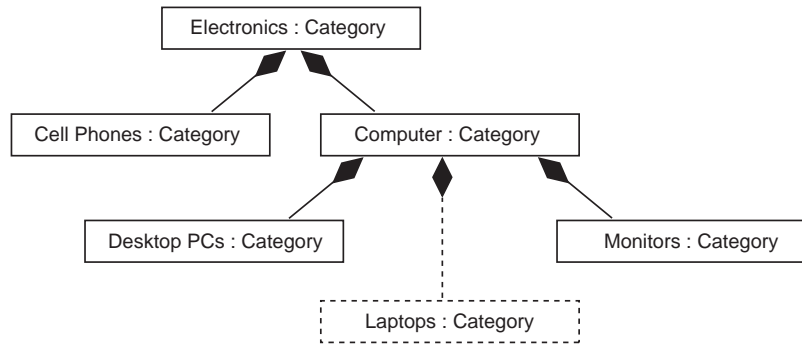 Electronics : Category
Cell Phones : Category
Computer : Category
Desktop PCs : Category
Monitors : Category
Laptops : Category